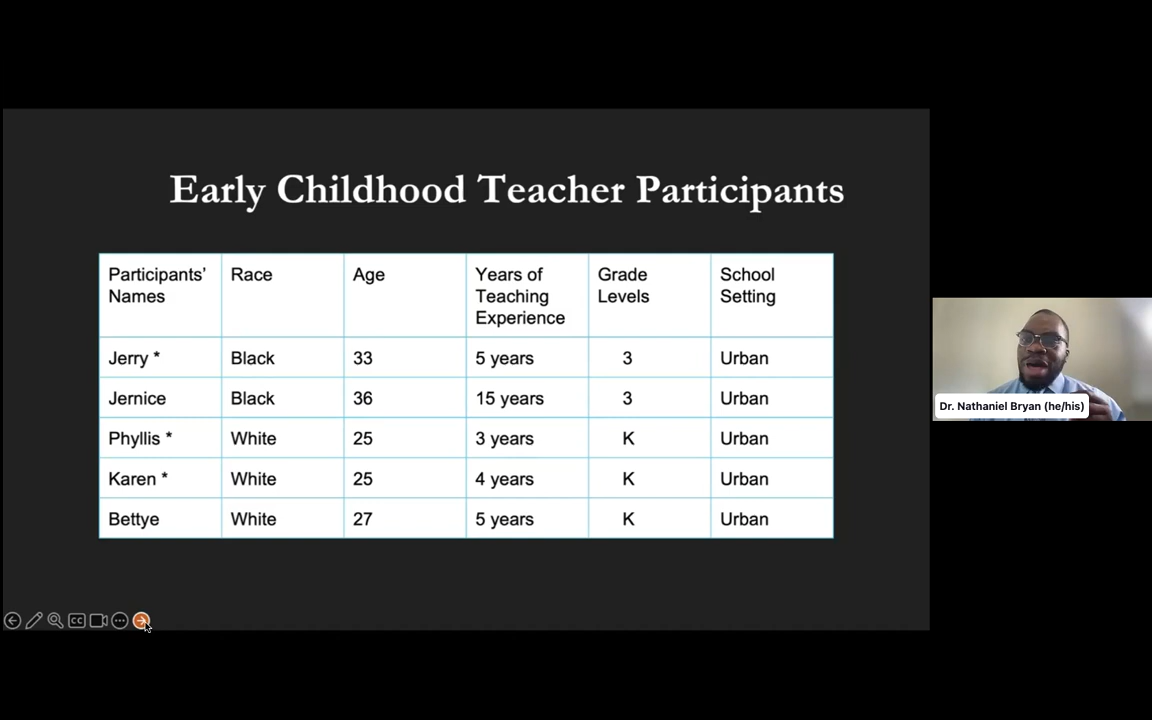 Early Childhood Teacher Participants
Participants' Names Race Age Years of Teaching Experience Grade Levels School Setting
Jerry * Black 33 5 years 3 Urban
Jernice Black 36 15 years 3 Urban
Phyllis * White 25 3 years K Urban
Karen * White 25 4 years K Urban
Bettye White 27 5 years K Urban
Dr. Nathaniel Bryan (he/his)
CC